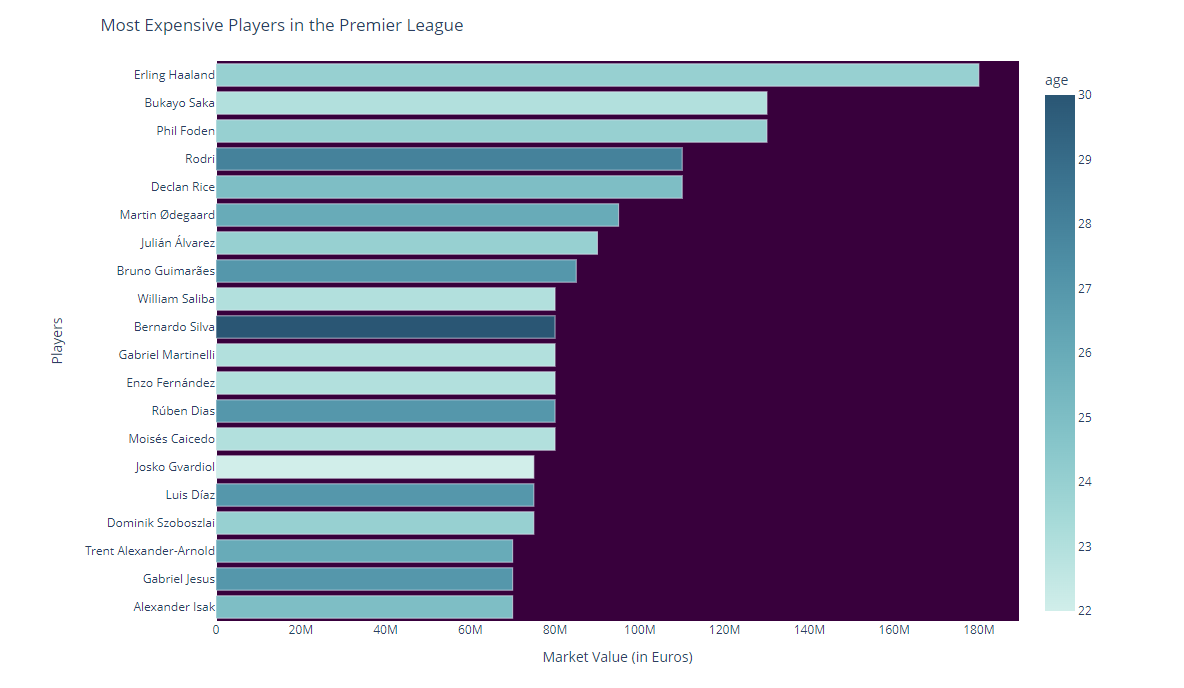 Most Expensive Players in the Premier League
Erling Haaland
Bukayo Saka
Phil Foden
Rodri
Declan Rice
Martin Ødegaard
Julián Álvarez
Bruno Guimarães
William Saliba
Bernardo Silva
Gabriel Martinelli
Enzo Fernández
Rúben Dias
Moisés Caicedo
Josko Gvardiol
Luis Díaz
Dominik Szoboszlai
Trent Alexander-Arnold
Gabriel Jesus
Alexander Isak
Players
0 20M 40M 60M 80M 100M 120M 140M 160M 180M
Market Value (in Euros)
age
30
29
28
27
26
25
24
23
22